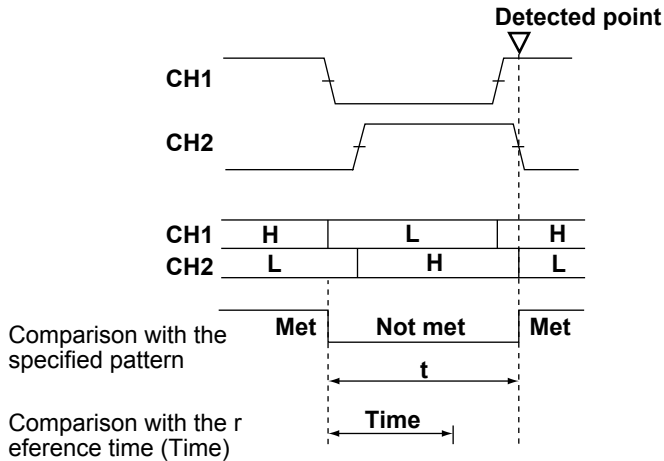 Detected point
CH1
CH2
CH1 H L H
CH2 L H L
Comparison with the
specified pattern
Met Not met Met
t
Comparison with the r
eference time (Time)
Time